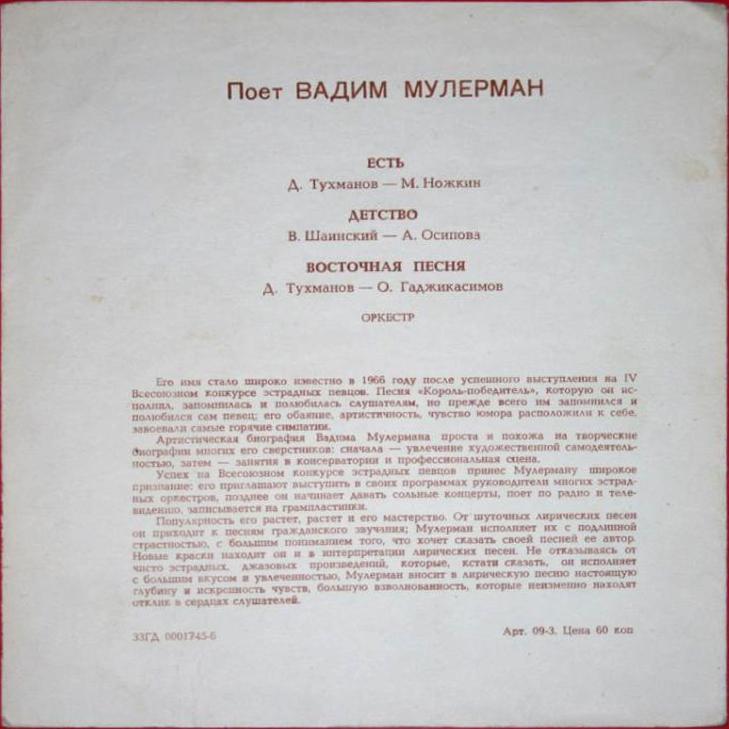 Поет ВАДИМ МУЛЕРМАН
ЕСТЬ
Д. Тухманов — М. Ножкин
ДЕТСТВО
В. Шаинский — А. Осипова
ВОСТОЧНАЯ ПЕСНЯ
Д. Тухманов — О. Гаджикасимов
ОРКЕСТР
Его имя стало широко известно в 1966 году после успешного выступления на IV
Всесоюзном конкурсе эстрадных певцов. Песня «Король-победитель», которую он ис-
полнил, запомнилась и полюбилась слушателям, но прежде всего им запомнился и
полюбился сам певец; его обаяние, артистичность, чувство юмора расположили к себе,
завоевали самые горячие симпатии.
Артистическая биография Вадима Мулермана проста и похожа на творческие
биографии многих его сверстников: сначала — увлечение художественной самодеятель-
ностью, затем — занятия в консерватории и профессиональная сцена.
Успех на Всесоюзном конкурсе эстрадных певцов принес Мулерману широкое
признание: его приглашают выступить в своих программах руководители многих эстрад-
ных оркестров, позднее он начинает давать сольные концерты, поет по радио и теле-
видению, записывается на грампластинки.
Популярность его растет, растет и его мастерство. От шуточных лирических песен
он приходит к песням гражданского звучания; Мулерман исполняет их с подлинной
страстностью, с большим пониманием того, что хочет сказать своей песней ее автор.
Новые краски находит он и в интерпретации лирических песен. Не отказываясь от
чисто эстрадных, джазовых произведений, которые, кстати сказать, он исполняет
с большим вкусом и увлеченностью, Мулерман вносит в лирическую песню настоящую
глубину и искренность чувств, большую взволнованность, которые неизменно находят
отклик в сердцах слушателей.
33ГД 0001745-6
Арт. 09-3. Цена 60 коп